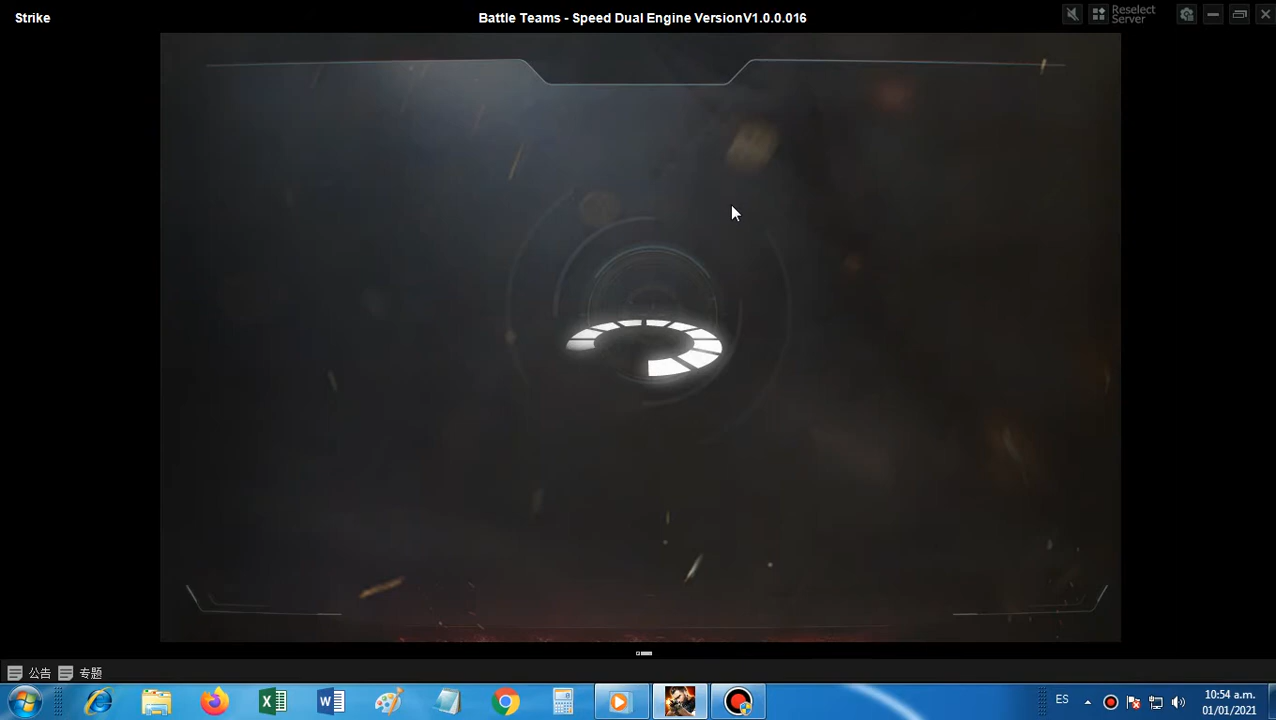 Strike
Battle Teams - Speed Dual Engine VersionV1.0.0.016
Reselect
Server
公告
专题
ES
10:54 a.m.
01/01/2021